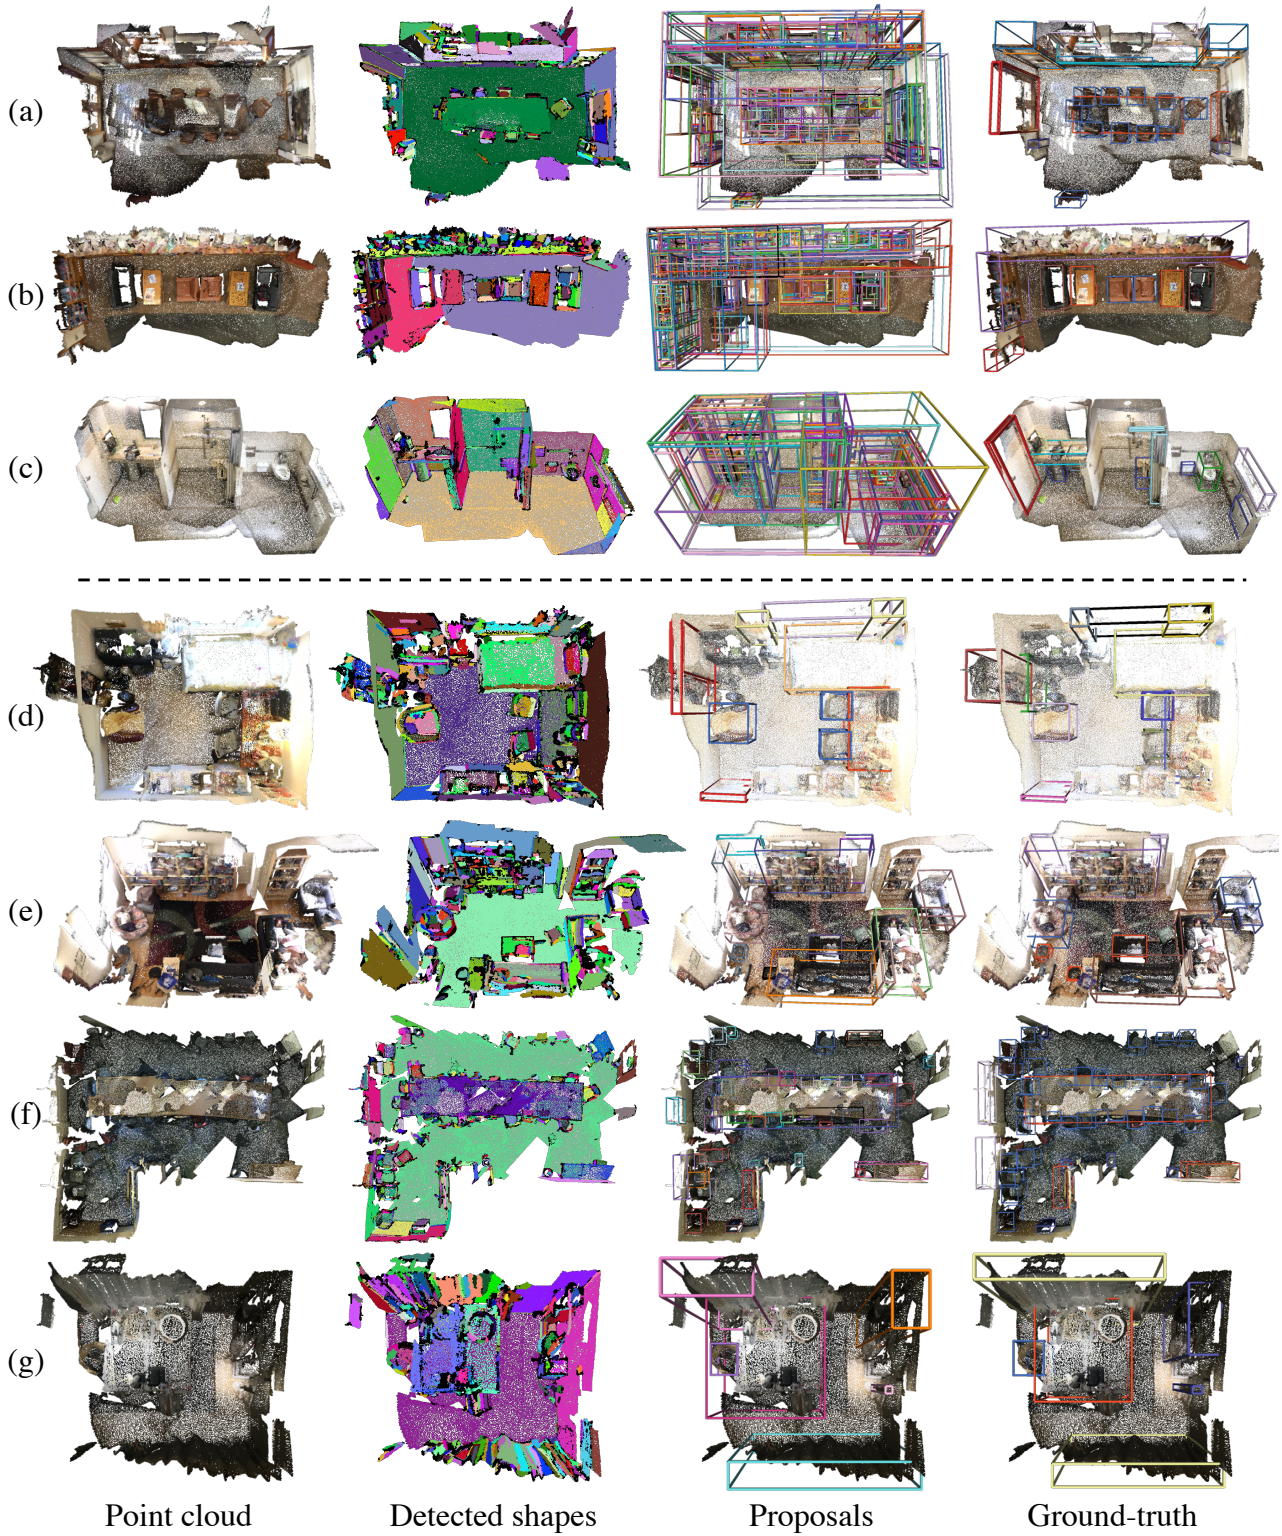 (a)
(b)
(c)
(d)
(e)
(f)
(g)
Point cloud Detected shapes Proposals Ground-truth